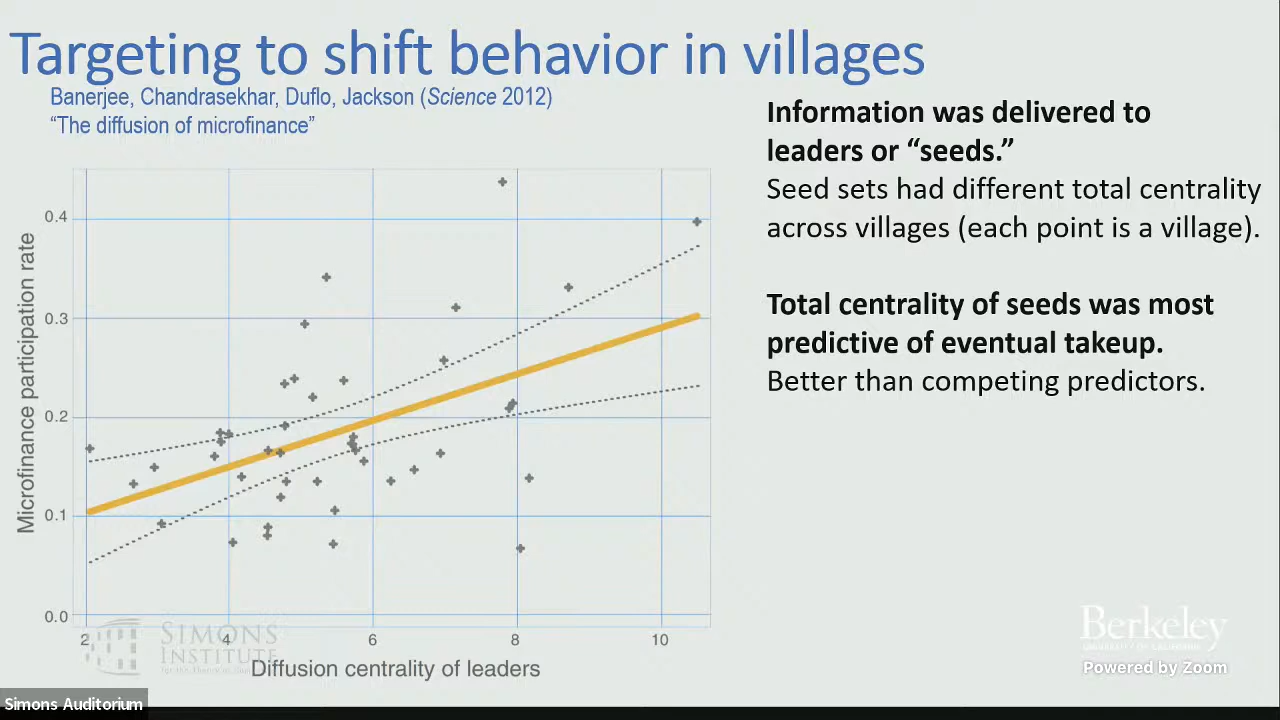 Targeting to shift behavior in villages
Banerjee, Chandrasekhar, Duflo, Jackson (Science 2012)
“The diffusion of microfinance”
Information was delivered to
leaders or “seeds.”
Seed sets had different total centrality
across villages (each point is a village).
Total centrality of seeds was most
predictive of eventual takeup.
Better than competing predictors.
Microfinance participation rate
0.4
0.3
0.2
0.1
0.0
2
4
6
8
10
Diffusion centrality of leaders
SIMONS
INSTITUTE
Berkeley
UNIVERSITY OF CALIFORNIA
Powered by Zoom
Simons Auditorium